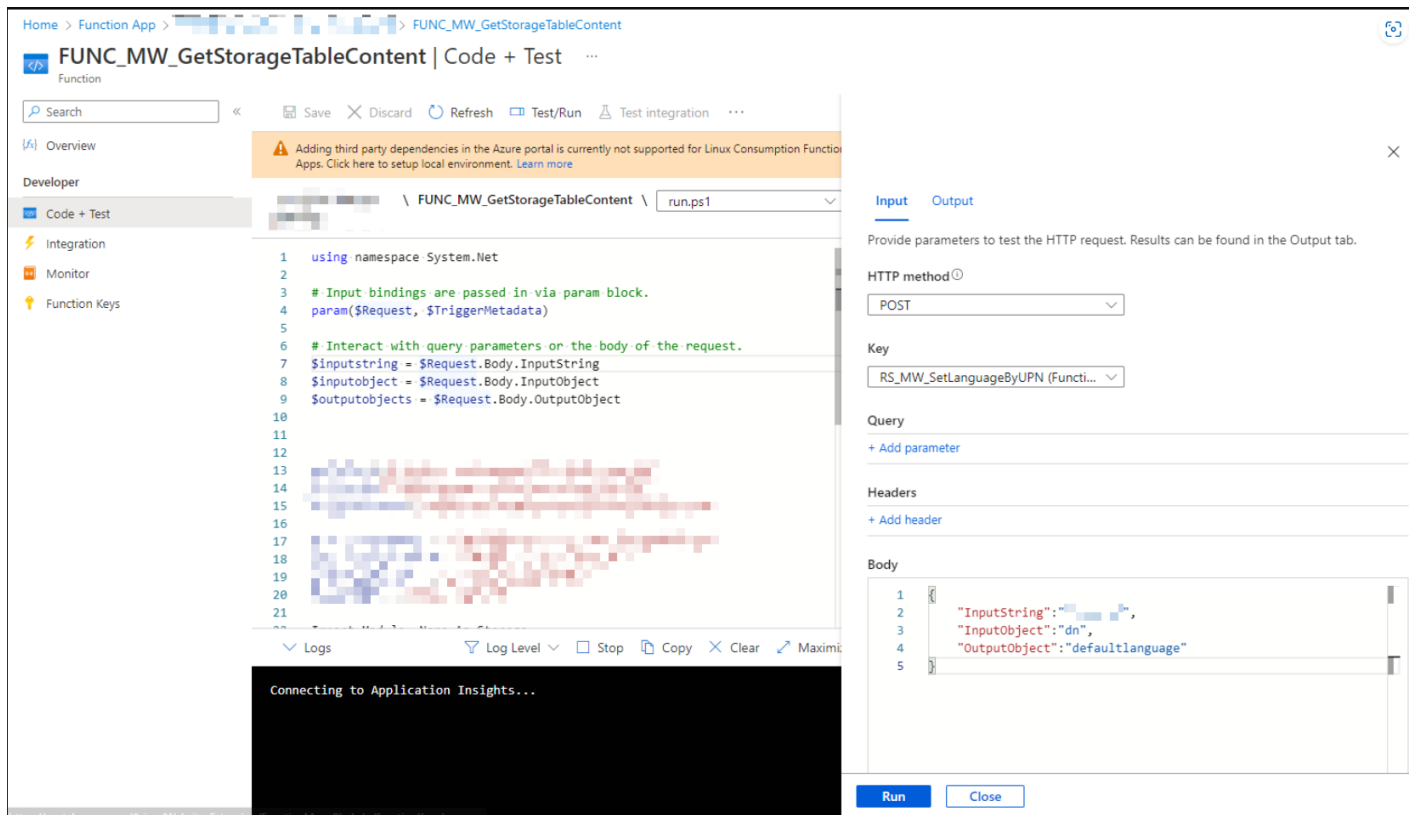 Home > Function App > > FUNC_MW_GetStorageTableContent
FUNC_MW_GetStorageTableContent | Code + Test ...
Function
Search «
Overview
Developer
Code + Test
Integration
Monitor
Function Keys
Save Discard Refresh Test/Run Test integration ...
Adding third party dependencies in the Azure portal is currently not supported for Linux Consumption Function
Apps. Click here to setup local environment. Learn more
\ FUNC_MW_GetStorageTableContent \ run.ps1
1 using namespace System.Net
2
3 # Input bindings are passed in via param block.
4 param($Request, $TriggerMetadata)
5
6 # Interact with query parameters or the body of the request.
7 $inputstring = $Request.Body.InputString
8 $inputobject = $Request.Body.InputObject
9 $outputobjects = $Request.Body.OutputObject
10
11
12
13
14
15
16
17
18
19
20
21
Logs Log Level Stop Copy Clear Maximi
Connecting to Application Insights...
Input Output
Provide parameters to test the HTTP request. Results can be found in the Output tab.
HTTP method
POST
Key
RS_MW_SetLanguageByUPN (Functi...
Query
+ Add parameter
Headers
+ Add header
Body
1 {
2 "InputString":" ",
3 "InputObject":"dn",
4 "OutputObject":"defaultlanguage"
5 }
Run Close